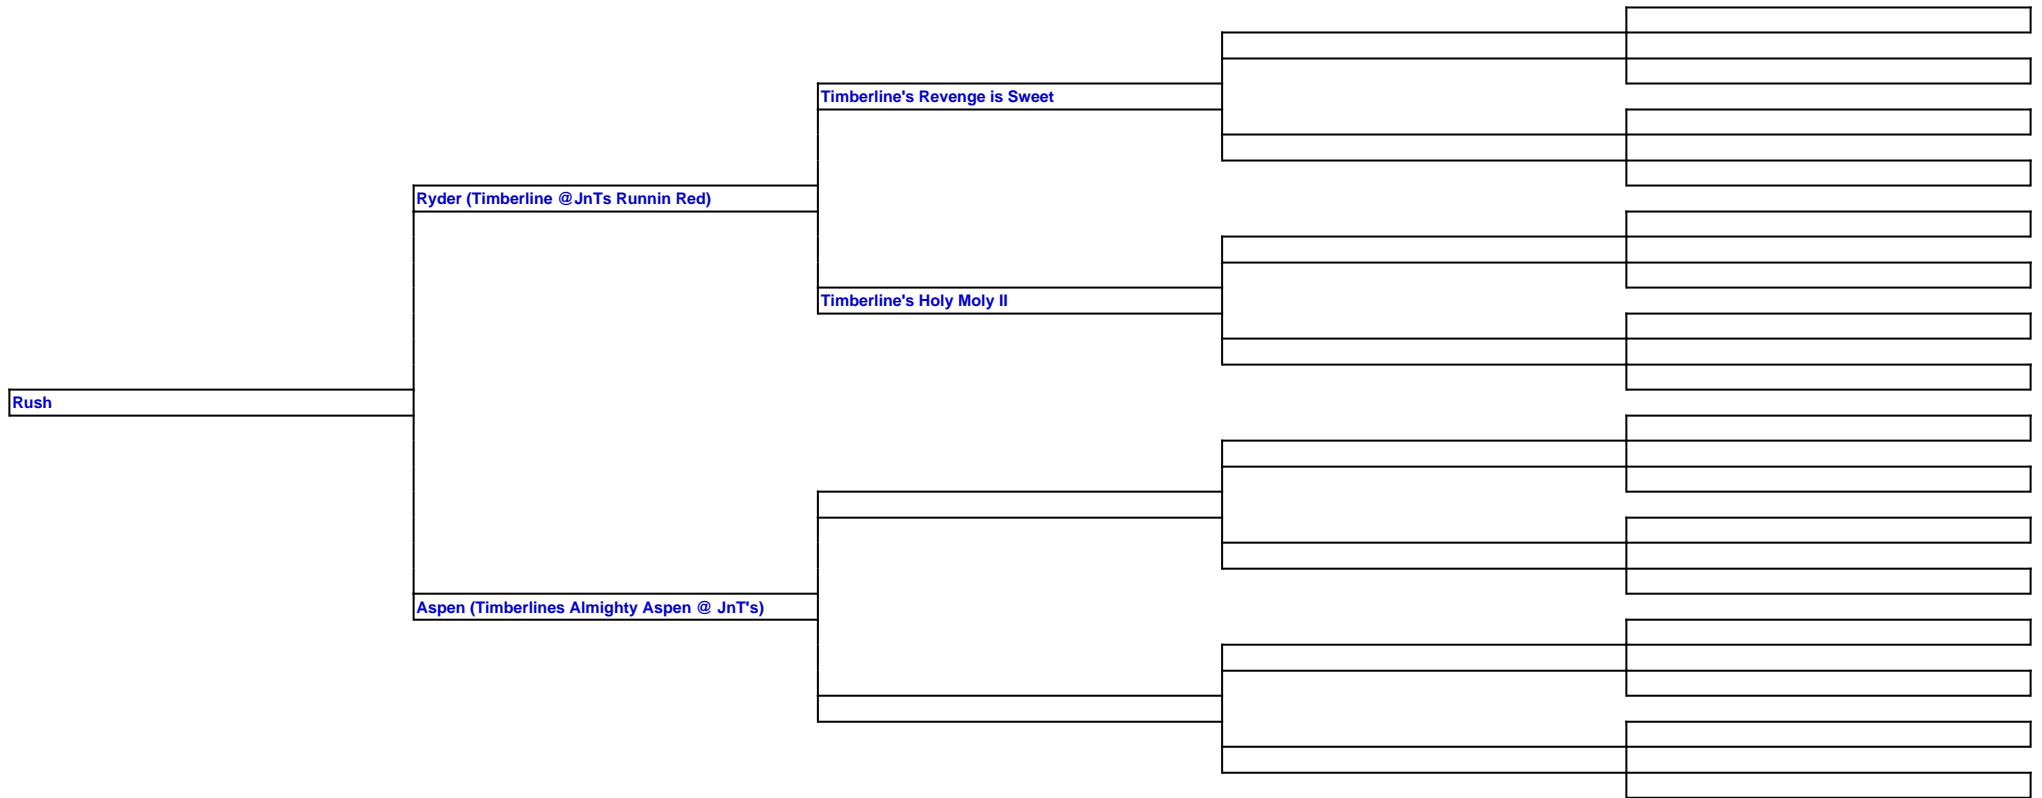 Timberline's Revenge is Sweet
Ryder (Timberline @JnTs Runnin Red)
Timberline's Holy Moly II
Rush
Aspen (Timberlines Almighty Aspen @ JnT's)